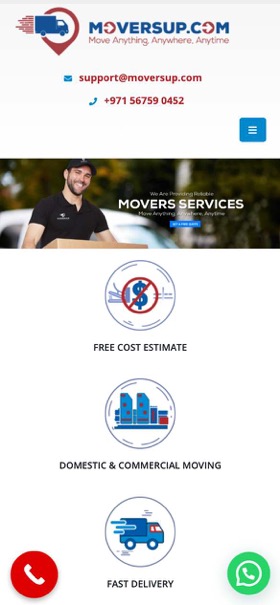 MOVERSUP.COM
Move Anything, Anywhere, Anytime
support@moversup.com
+971 56759 0452
We Are Providing Reliable
MOVERS SERVICES
Move Anything, Anywhere, Anytime
FREE COST ESTIMATE
DOMESTIC & COMMERCIAL MOVING
FAST DELIVERY